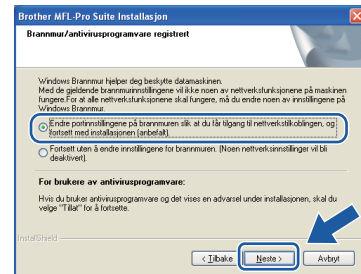 Brother MFL-Pro Suite Installasjon
Brannmur/antivirusprogramvare registrert
Windows Brannmur hjelper deg beskytte datamaskinen.
Med de gjeldende brannmurinnstillingene vil ikke noen av nettverksfunksjonene på maskinen
fungere.For at alle nettverksfunksjonene skal fungere, må du endre noen av innstillingene på
Windows Brannmur.
Endre portinnstillingene på brannmuren slik at du får tilgang til nettverkstilkoblingen, og
fortsett med installasjonen (anbefalt).
Fortsett uten å endre innstillingene for brannmuren. (Noen nettverksinnstillinger vil bli
deaktivert).
For brukere av antivirusprogramvare:
Hvis du bruker antivirusprogramvare og det vises en advarsel under installasjonen, skal du
velge "Tillat" for å fortsette.
InstallShield
< Tilbake
Neste >
Avbryt